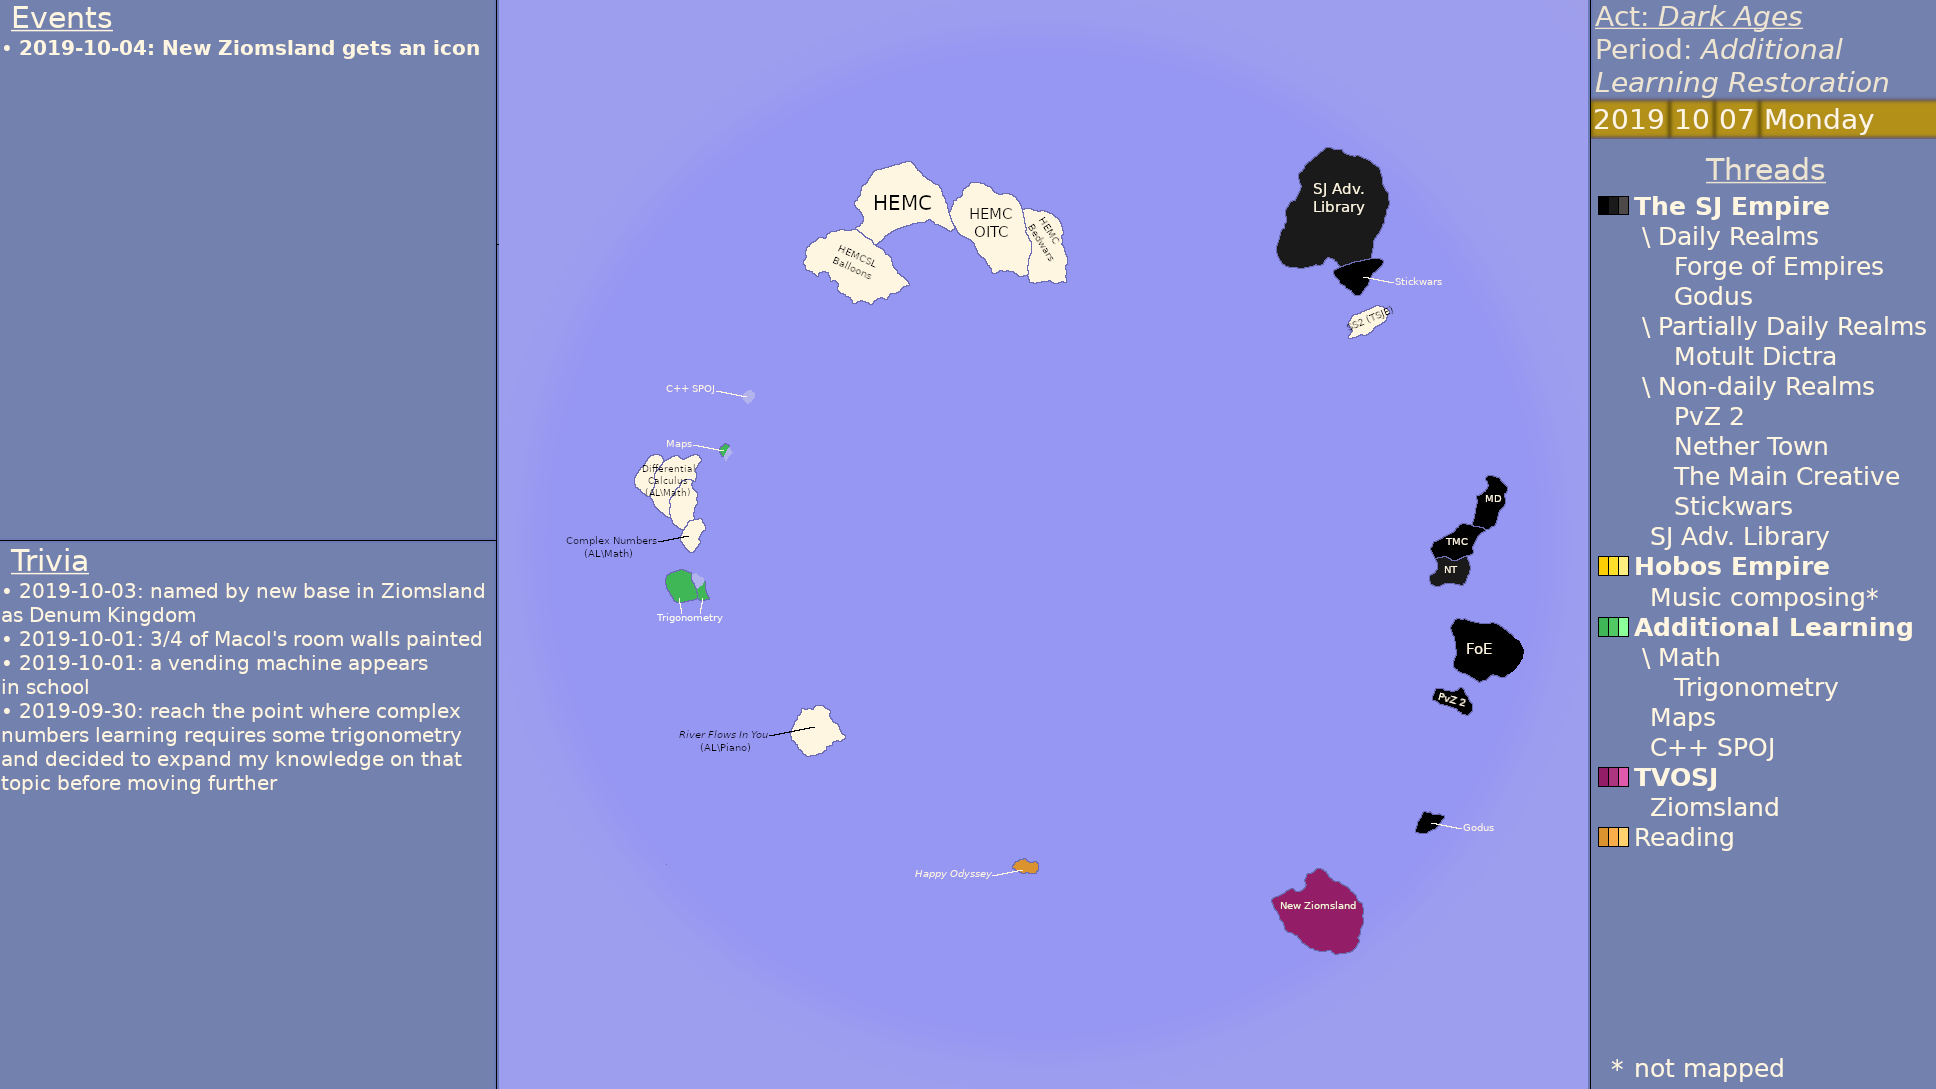 Events
• 2019-10-04: New Ziomsland gets an icon
Trivia
• 2019-10-03: named by new base in Ziomsland
as Denum Kingdom
• 2019-10-01: 3/4 of Macol's room walls painted
• 2019-10-01: a vending machine appears
in school
• 2019-09-30: reach the point where complex
numbers learning requires some trigonometry
and decided to expand my knowledge on that
topic before moving further
HEMC
HEMC
OITC
HEMC
Bedwars
HEMCSL
Balloons
SJ Adv.
Library
Stickwars
SS2 (TSJE)
C++ SPOJ
Maps
Differential
Calculus
(AL\Math)
Complex Numbers
(AL\Math)
Trigonometry
MD
TMC
NT
FoE
PvZ 2
River Flows In You
(AL\Piano)
Godus
Happy Odyssey
New Ziomsland
Act: Dark Ages
Period: Additional
Learning Restoration
2019 10 07 Monday
Threads
The SJ Empire
\ Daily Realms
Forge of Empires
Godus
\ Partially Daily Realms
Motult Dictra
\ Non-daily Realms
PvZ 2
Nether Town
The Main Creative
Stickwars
SJ Adv. Library
Hobos Empire
Music composing*
Additional Learning
\ Math
Trigonometry
Maps
C++ SPOJ
TVOSJ
Ziomsland
Reading
* not mapped